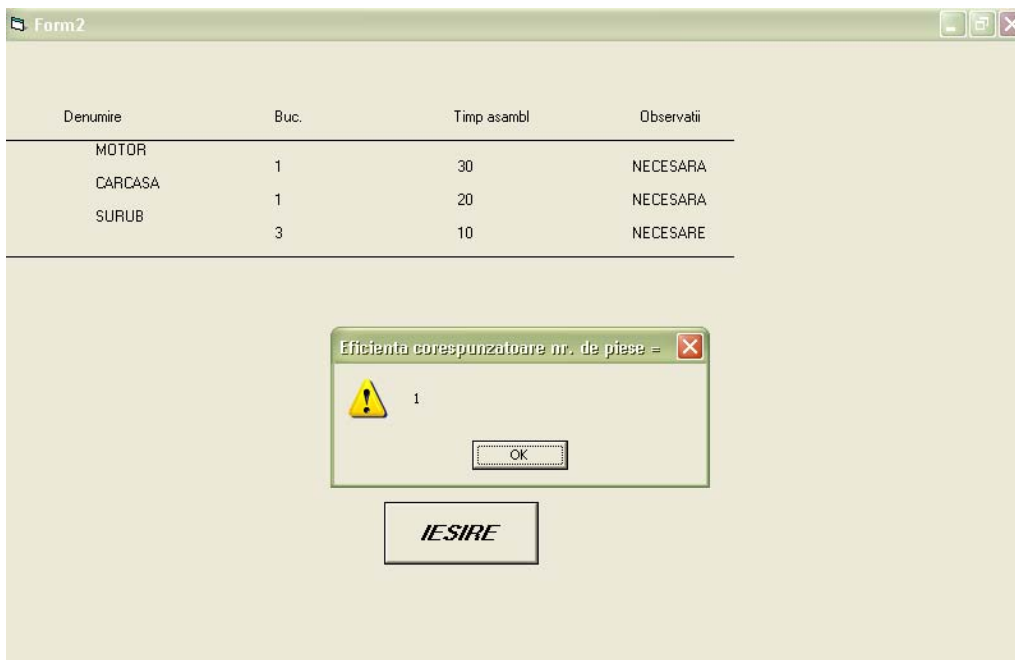 Form2
Denumire Buc. Timp asambl Observatii
MOTOR
1 30 NECESARA
CARCASA
1 20 NECESARA
SURUB
3 10 NECESARE
Eficienta corespunzatoare nr. de piese =
1
OK
IESIRE